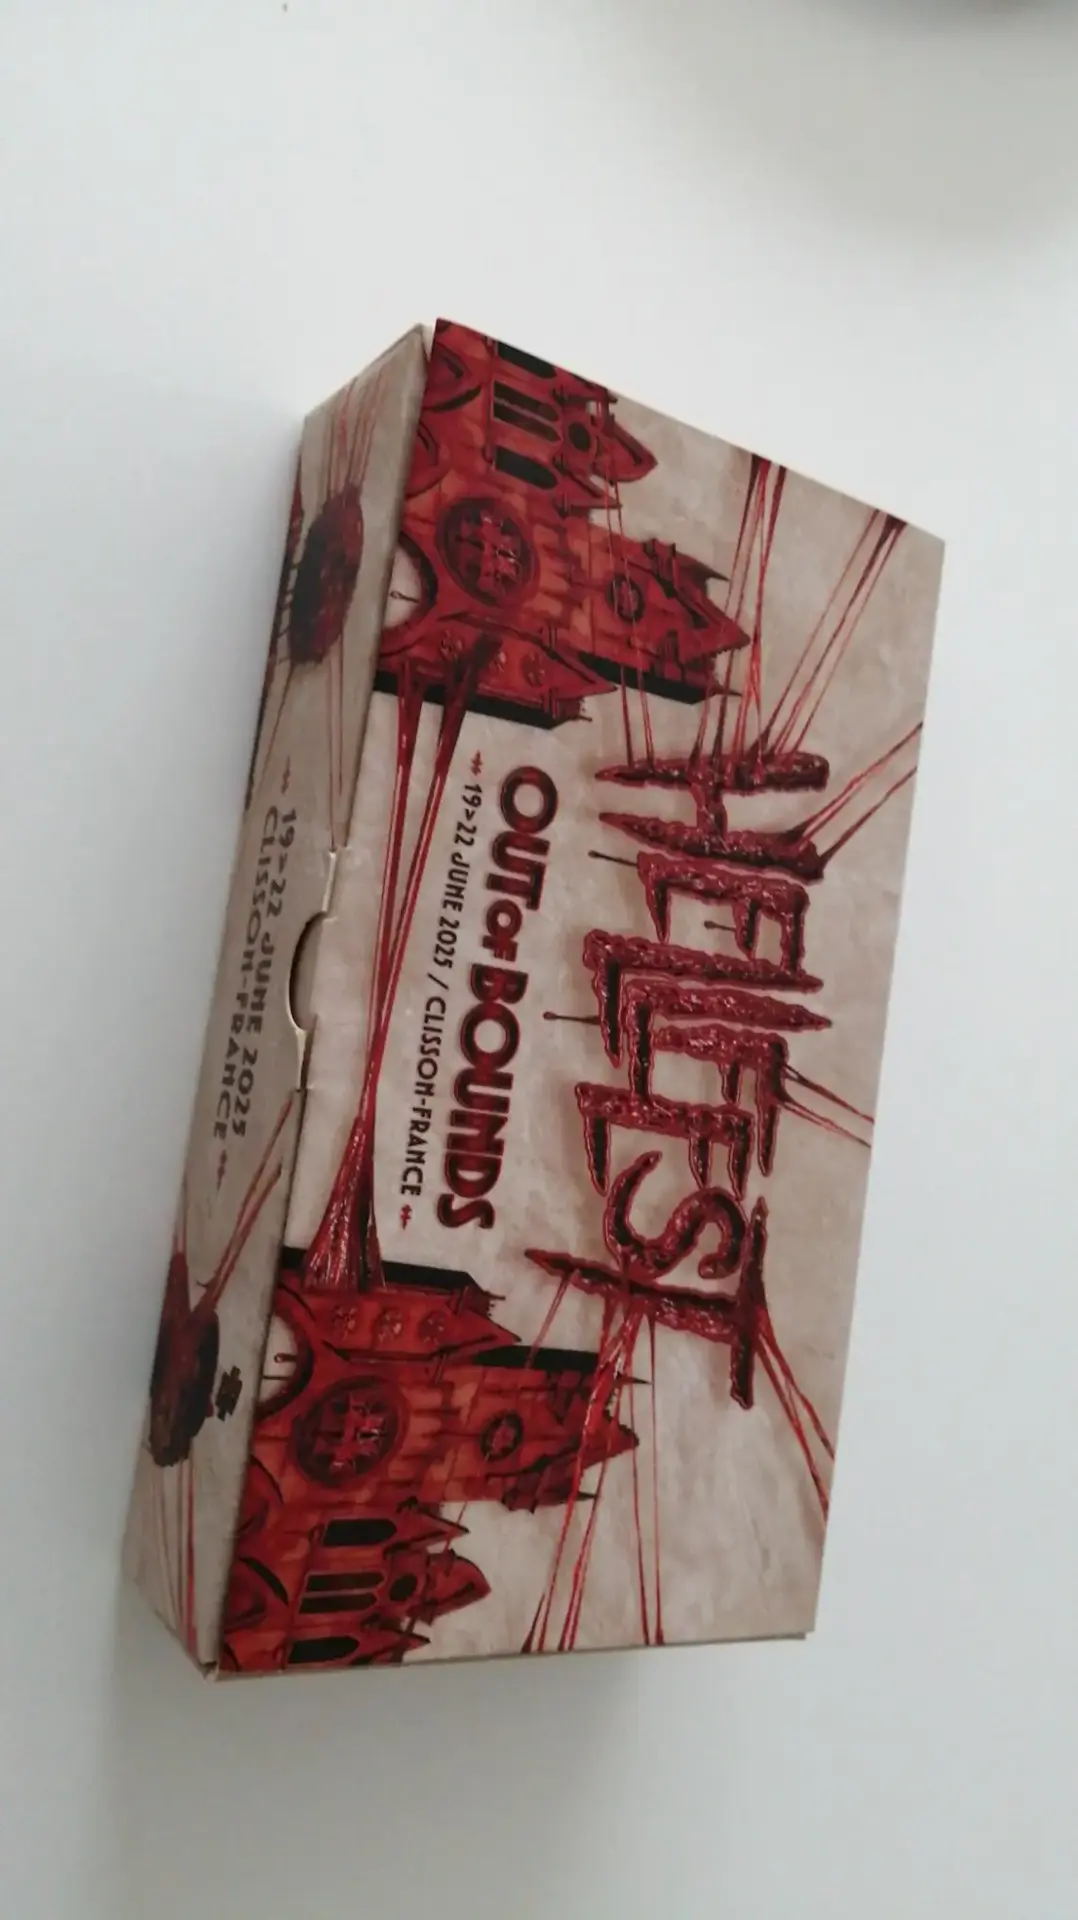 HELLFEST
OUT OF BOUNDS
19>22 JUNE 2025 / CLISSON-FRANCE
19>22 JUNE 2025
CLISSON-FRANCE